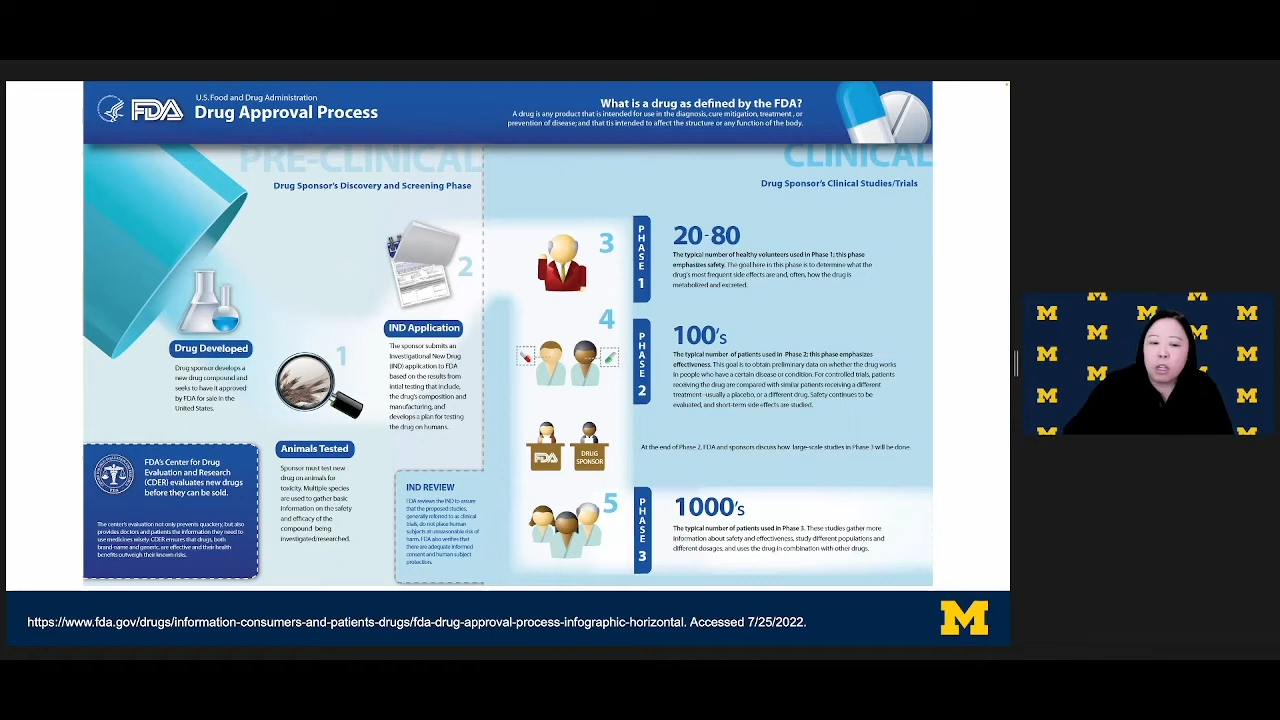 FDA
U.S. Food and Drug Administration
Drug Approval Process
What is a drug as defined by the FDA?
A drug is any product that is intended for use in the diagnosis, cure mitigation, treatment , or
prevention of disease; and that tis intended to affect the structure or any function of the body.
PRE-CLINICAL
Drug Sponsor's Discovery and Screening Phase
Drug Developed
Drug sponsor develops a
new drug compound and
seeks to have it approved
by FDA for sale in the
United States.
1
Animals Tested
Sponsor must test new
drug on animals for
toxicity. Multiple species
are used to gather basic
information on the safety
and efficacy of the
compound being
investigated/researched.
2
IND Application
The sponsor submits an
Investigational New Drug
(IND) application to FDA
based on the results from
intial testing that include,
the drug's composition and
manufacturing, and
develops a plan for testing
the drug on humans.
FDA's Center for Drug
Evaluation and Research
(CDER) evaluates new drugs
before they can be sold.
The center's evaluation not only prevents quackery, but also
provides doctors and patients the information they need to
use medicines wisely. CDER ensures that drugs, both
brand-name and generic, are effective and their health
benefits outweigh their known risks.
IND REVIEW
FDA reviews the IND to assure
that the proposed studies,
generally referred to as clinical
trials, do not place human
subjects at unreasonable risk of
harm. FDA also verifies that
there are adequate informed
consent and human subject
protection.
CLINICAL
Drug Sponsor's Clinical Studies/Trials
3
PHASE 1
20-80
The typical number of healthy volunteers used in Phase 1; this phase
emphasizes safety. The goal here in this phase is to determine what the
drug's most frequent side effects are and, often, how the drug is
metabolized and excreted.
4
PHASE 2
100's
The typical number of patients used in Phase 2; this phase emphasizes
effectiveness. This goal is to obtain preliminary data on whether the drug works
in people who have a certain disease or condition. For controlled trials, patients
receiving the drug are compared with similar patients receiving a different
treatment--usually a placebo, or a different drug. Safety continues to be
evaluated, and short-term side effects are studied.
FDA
DRUG
SPONSOR
At the end of Phase 2, FDA and sponsors discuss how large-scale studies in Phase 3 will be done.
5
PHASE 3
1000's
The typical number of patients used in Phase 3. These studies gather more
information about safety and effectiveness, study different populations and
different dosages, and uses the drug in combination with other drugs.
https://www.fda.gov/drugs/information-consumers-and-patients-drugs/fda-drug-approval-process-infographic-horizontal. Accessed 7/25/2022.
M